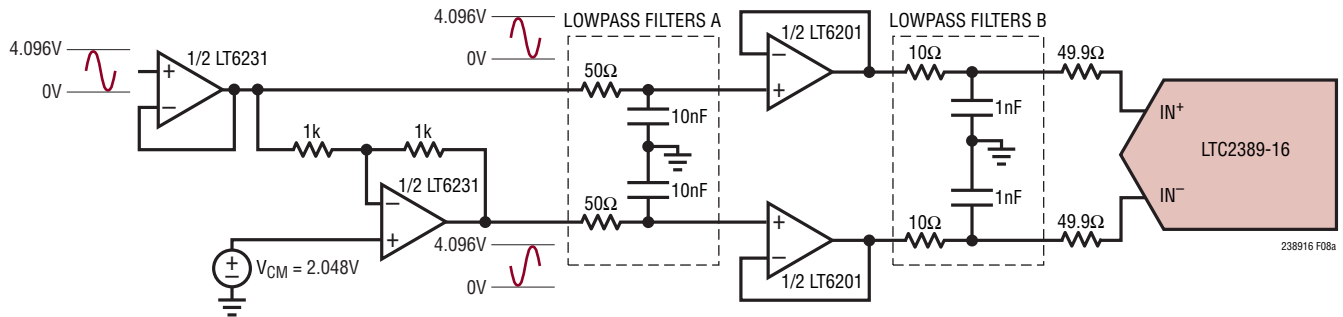 4.096V
0V
1/2 LT6231
4.096V
0V
LOWPASS FILTERS A
1/2 LT6201
LOWPASS FILTERS B
+
−
50Ω
10nF
−
+
10Ω
1nF
49.9Ω
IN+
LTC2389-16
1k
1k
1/2 LT6231
−
+
10nF
50Ω
+
−
1nF
10Ω
49.9Ω
IN−
+
−
VCM = 2.048V
4.096V
0V
1/2 LT6201
238916 F08a